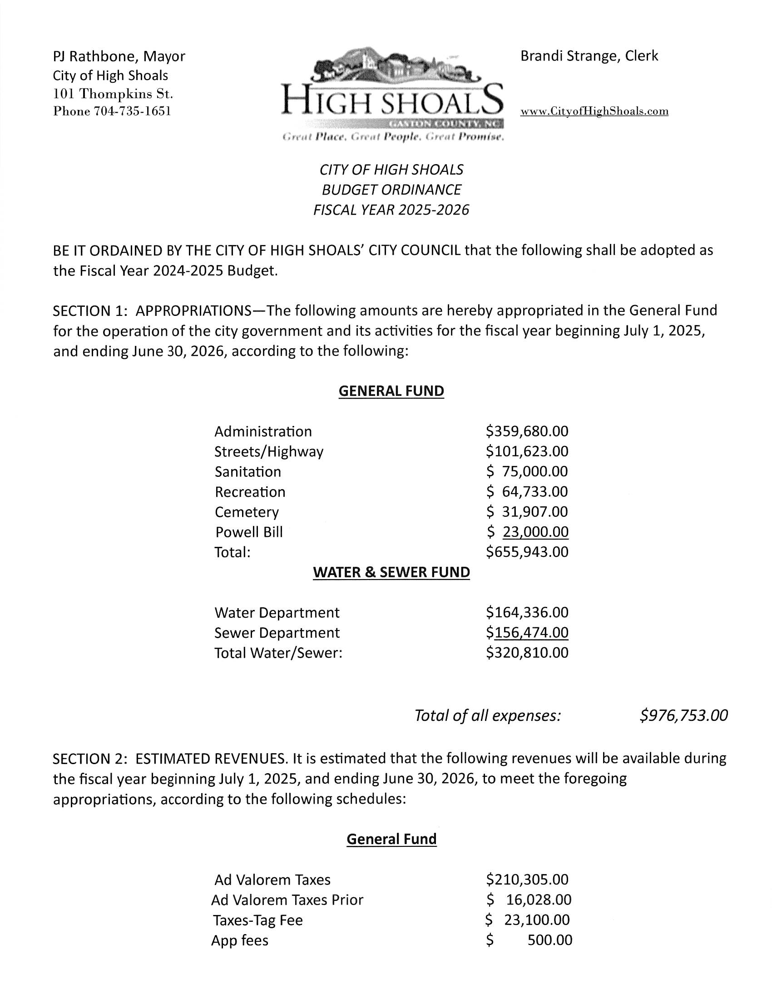 PJ Rathbone, Mayor
City of High Shoals
101 Thompkins St.
Phone 704-735-1651
HIGH SHOALS
GASTON COUNTY, NC
Great Place. Great People. Great Promise.
Brandi Strange, Clerk
www.CityofHighShoals.com
CITY OF HIGH SHOALS
BUDGET ORDINANCE
FISCAL YEAR 2025-2026
BE IT ORDAINED BY THE CITY OF HIGH SHOALS’ CITY COUNCIL that the following shall be adopted as
the Fiscal Year 2024-2025 Budget.
SECTION 1:  APPROPRIATIONS—The following amounts are hereby appropriated in the General Fund
for the operation of the city government and its activities for the fiscal year beginning July 1, 2025,
and ending June 30, 2026, according to the following:
GENERAL FUND
Administration $359,680.00
Streets/Highway $101,623.00
Sanitation $ 75,000.00
Recreation $ 64,733.00
Cemetery $ 31,907.00
Powell Bill $ 23,000.00
Total: $655,943.00
WATER & SEWER FUND
Water Department $164,336.00
Sewer Department $156,474.00
Total Water/Sewer: $320,810.00
Total of all expenses: $976,753.00
SECTION 2:  ESTIMATED REVENUES. It is estimated that the following revenues will be available during
the fiscal year beginning July 1, 2025, and ending June 30, 2026, to meet the foregoing
appropriations, according to the following schedules:
General Fund
Ad Valorem Taxes $210,305.00
Ad Valorem Taxes Prior $ 16,028.00
Taxes-Tag Fee $ 23,100.00
App fees $ 500.00